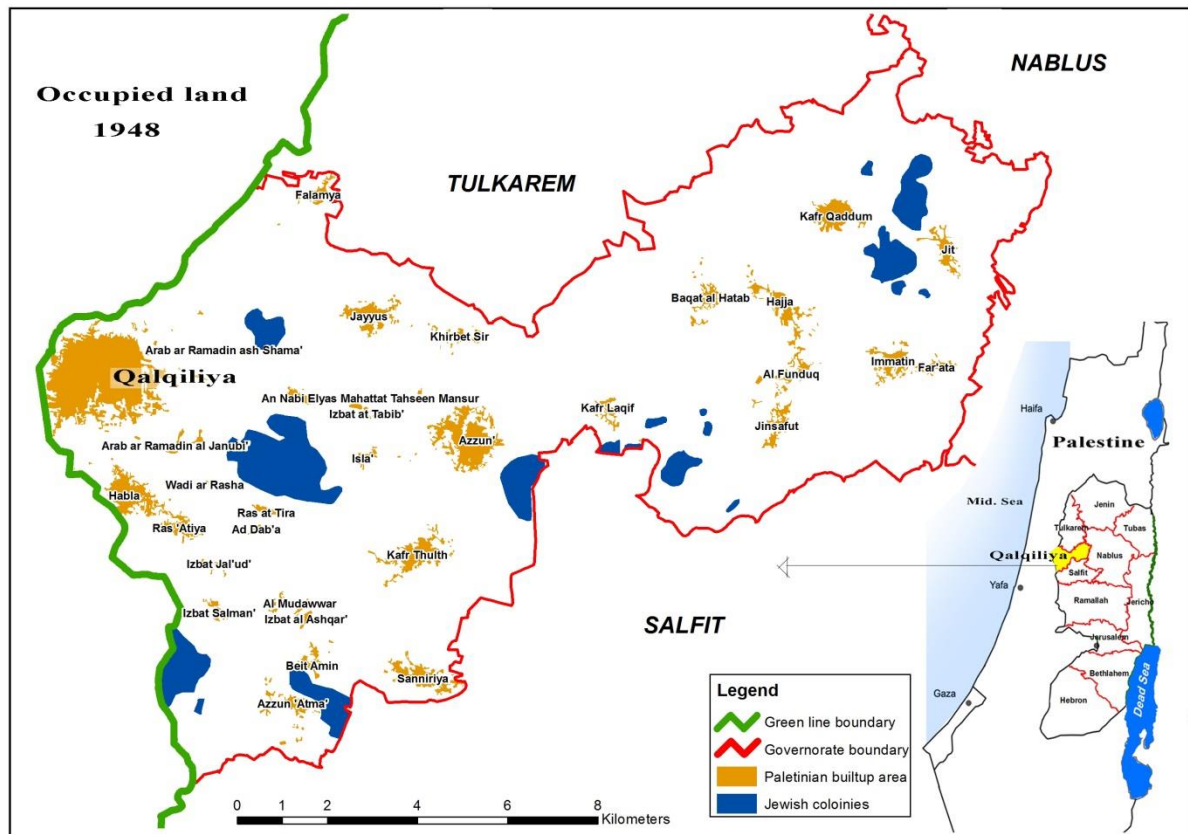 Occupied land
1948
NABLUS
TULKAREM
Falamya
Kafr Qaddum
Jit
Baqat al Hatab
Hajja
Jayyus
Khirbet Sir
Arab ar Ramadin ash Shama'
Qalqiliya
Al Funduq
Immatin
Far'ata
An Nabi Elyas
Mahattat Tahseen Mansur
Izbat at Tabib'
Kafr Laqif
Jinsafut
Azzun'
Arab ar Ramadin al Janubi'
Isla'
Wadi ar Rasha
Habla
Ras at Tira
Ras 'Atiya
Ad Dab'a
Kafr Thulth
Izbat Jal'ud'
Izbat Salman'
Al Mudawwar
Izbat al Ashqar'
SALFIT
Beit Amin
Sanniriya
Azzun 'Atma'
0 1 2 4 6 8
Kilometers
Legend
Green line boundary
Governorate boundary
Paletinian builtup area
Jewish coloinies
Haifa
Palestine
Mid. Sea
Jenin
Tulkarem
Tubas
Qalqiliya
Nablus
Salfit
Yafa
Ramallah
Jericho
Jerusalem
Bethlahem
Gaza
Hebron
Dead Sea